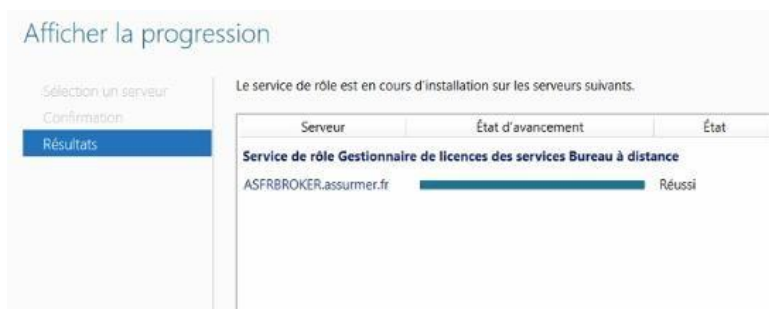 Afficher la progression
Sélection un serveur
Confirmation
Résultats
Le service de rôle est en cours d'installation sur les serveurs suivants.
Serveur État d'avancement État
Service de rôle Gestionnaire de licences des services Bureau à distance
ASFRBROKER.assurmer.fr Réussi